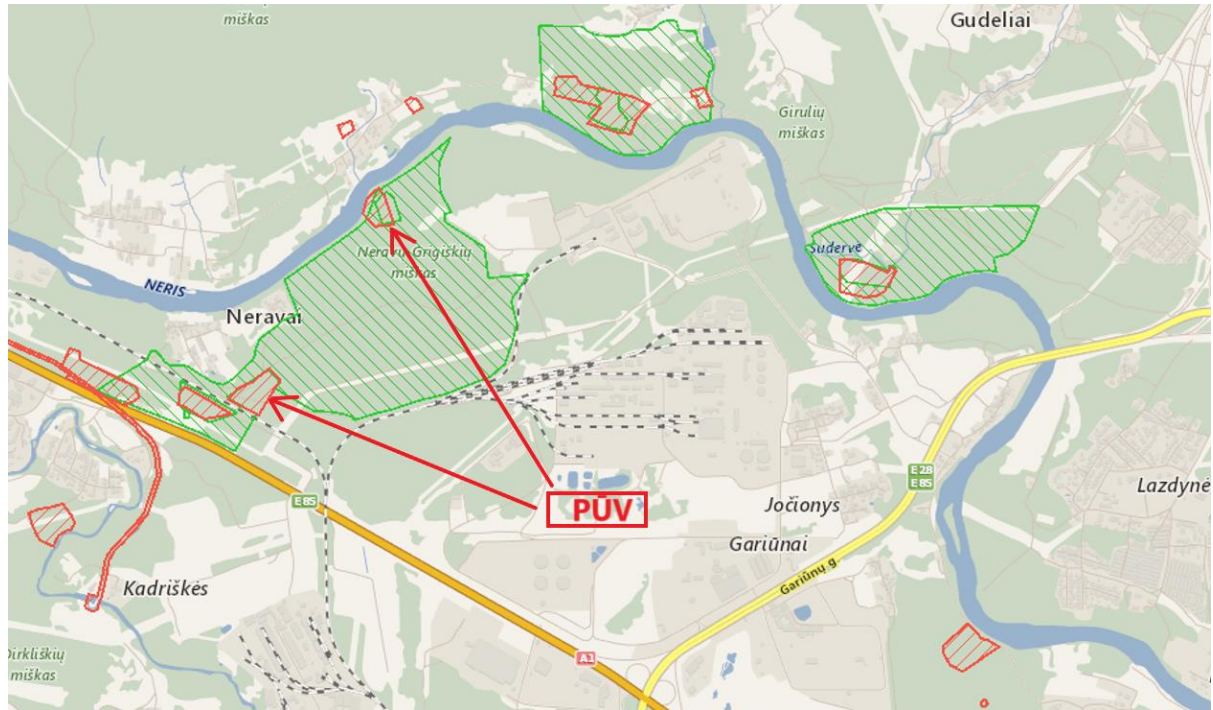 miškas
Gudeliai
Girulių
miškas
Neravų Grigiškių
miškas
Sudervė
NERIS
Neravai
E85
E28
E85
PŪV
Jočionys
Lazdynė
Gariūnai
Gariūnų g.
Kadriškės
A1
Dirkliškių
miškas